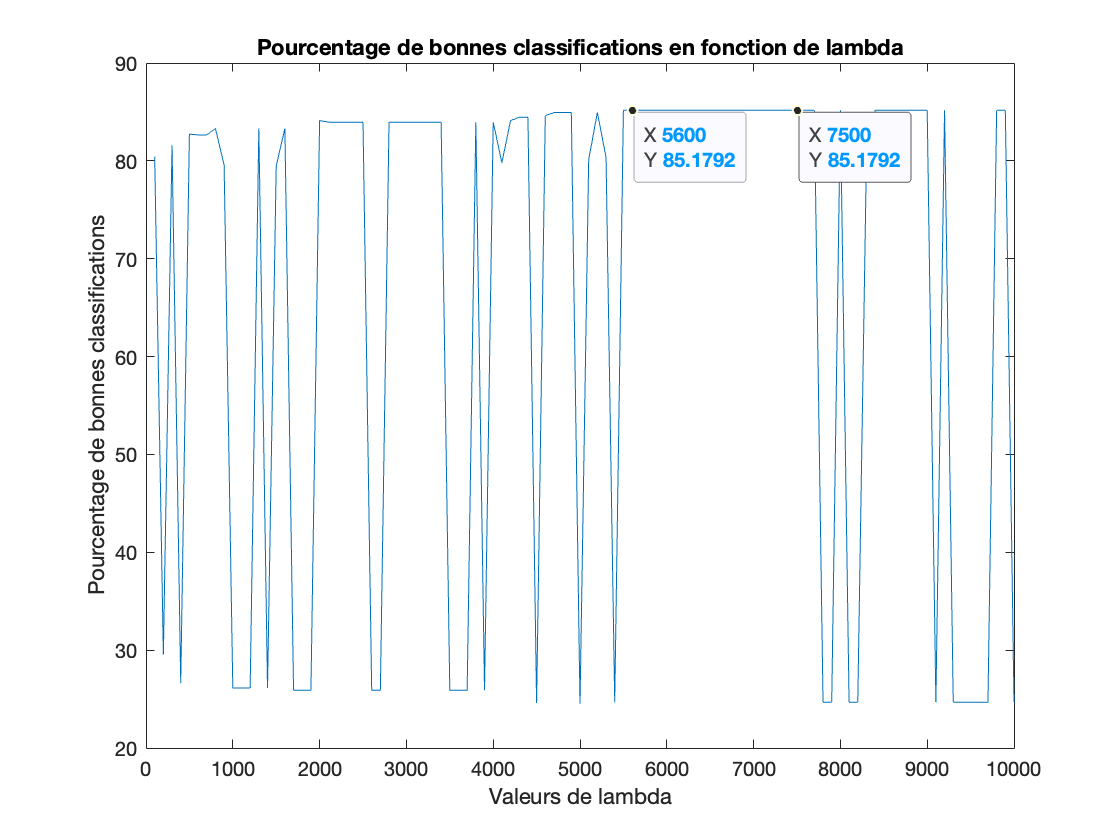 Pourcentage de bonnes classifications en fonction de lambda
Pourcentage de bonnes classifications
90
80
70
60
50
40
30
20
X 5600
Y 85.1792
X 7500
Y 85.1792
0
1000
2000
3000
4000
5000
6000
7000
8000
9000
10000
Valeurs de lambda